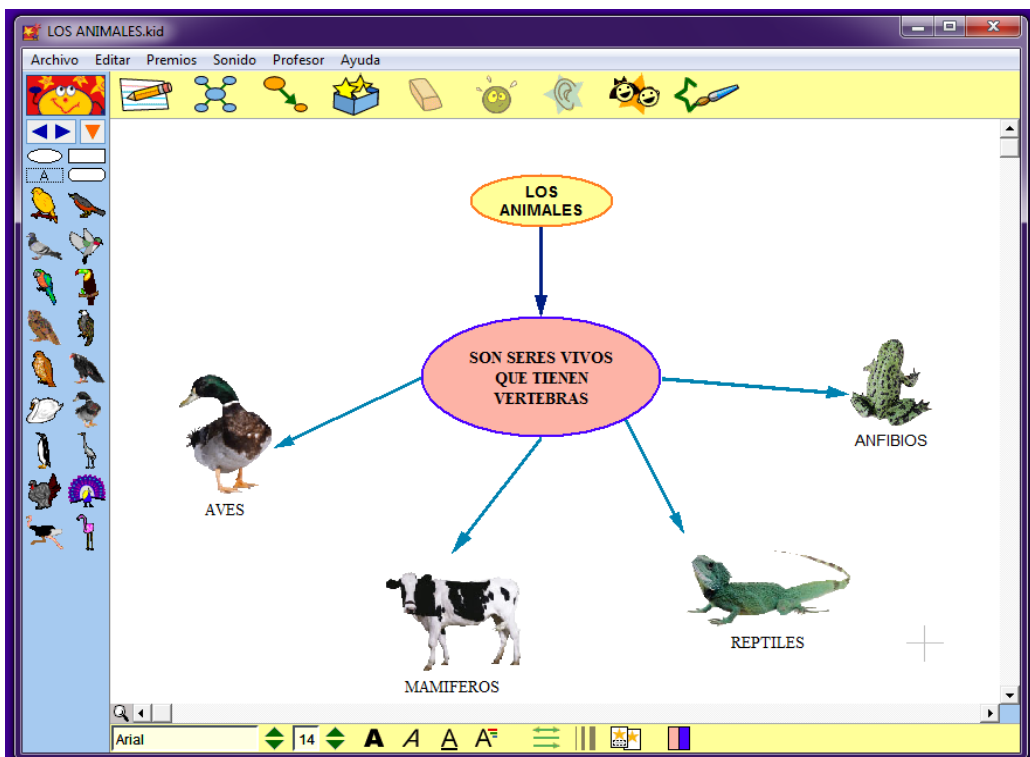 LOS ANIMALES.kid
Archivo Editar Premios Sonido Profesor Ayuda
A
LOS
ANIMALES
SON SERES VIVOS
QUE TIENEN
VERTEBRAS
ANFIBIOS
AVES
REPTILES
MAMIFEROS
Arial 14 A A A A